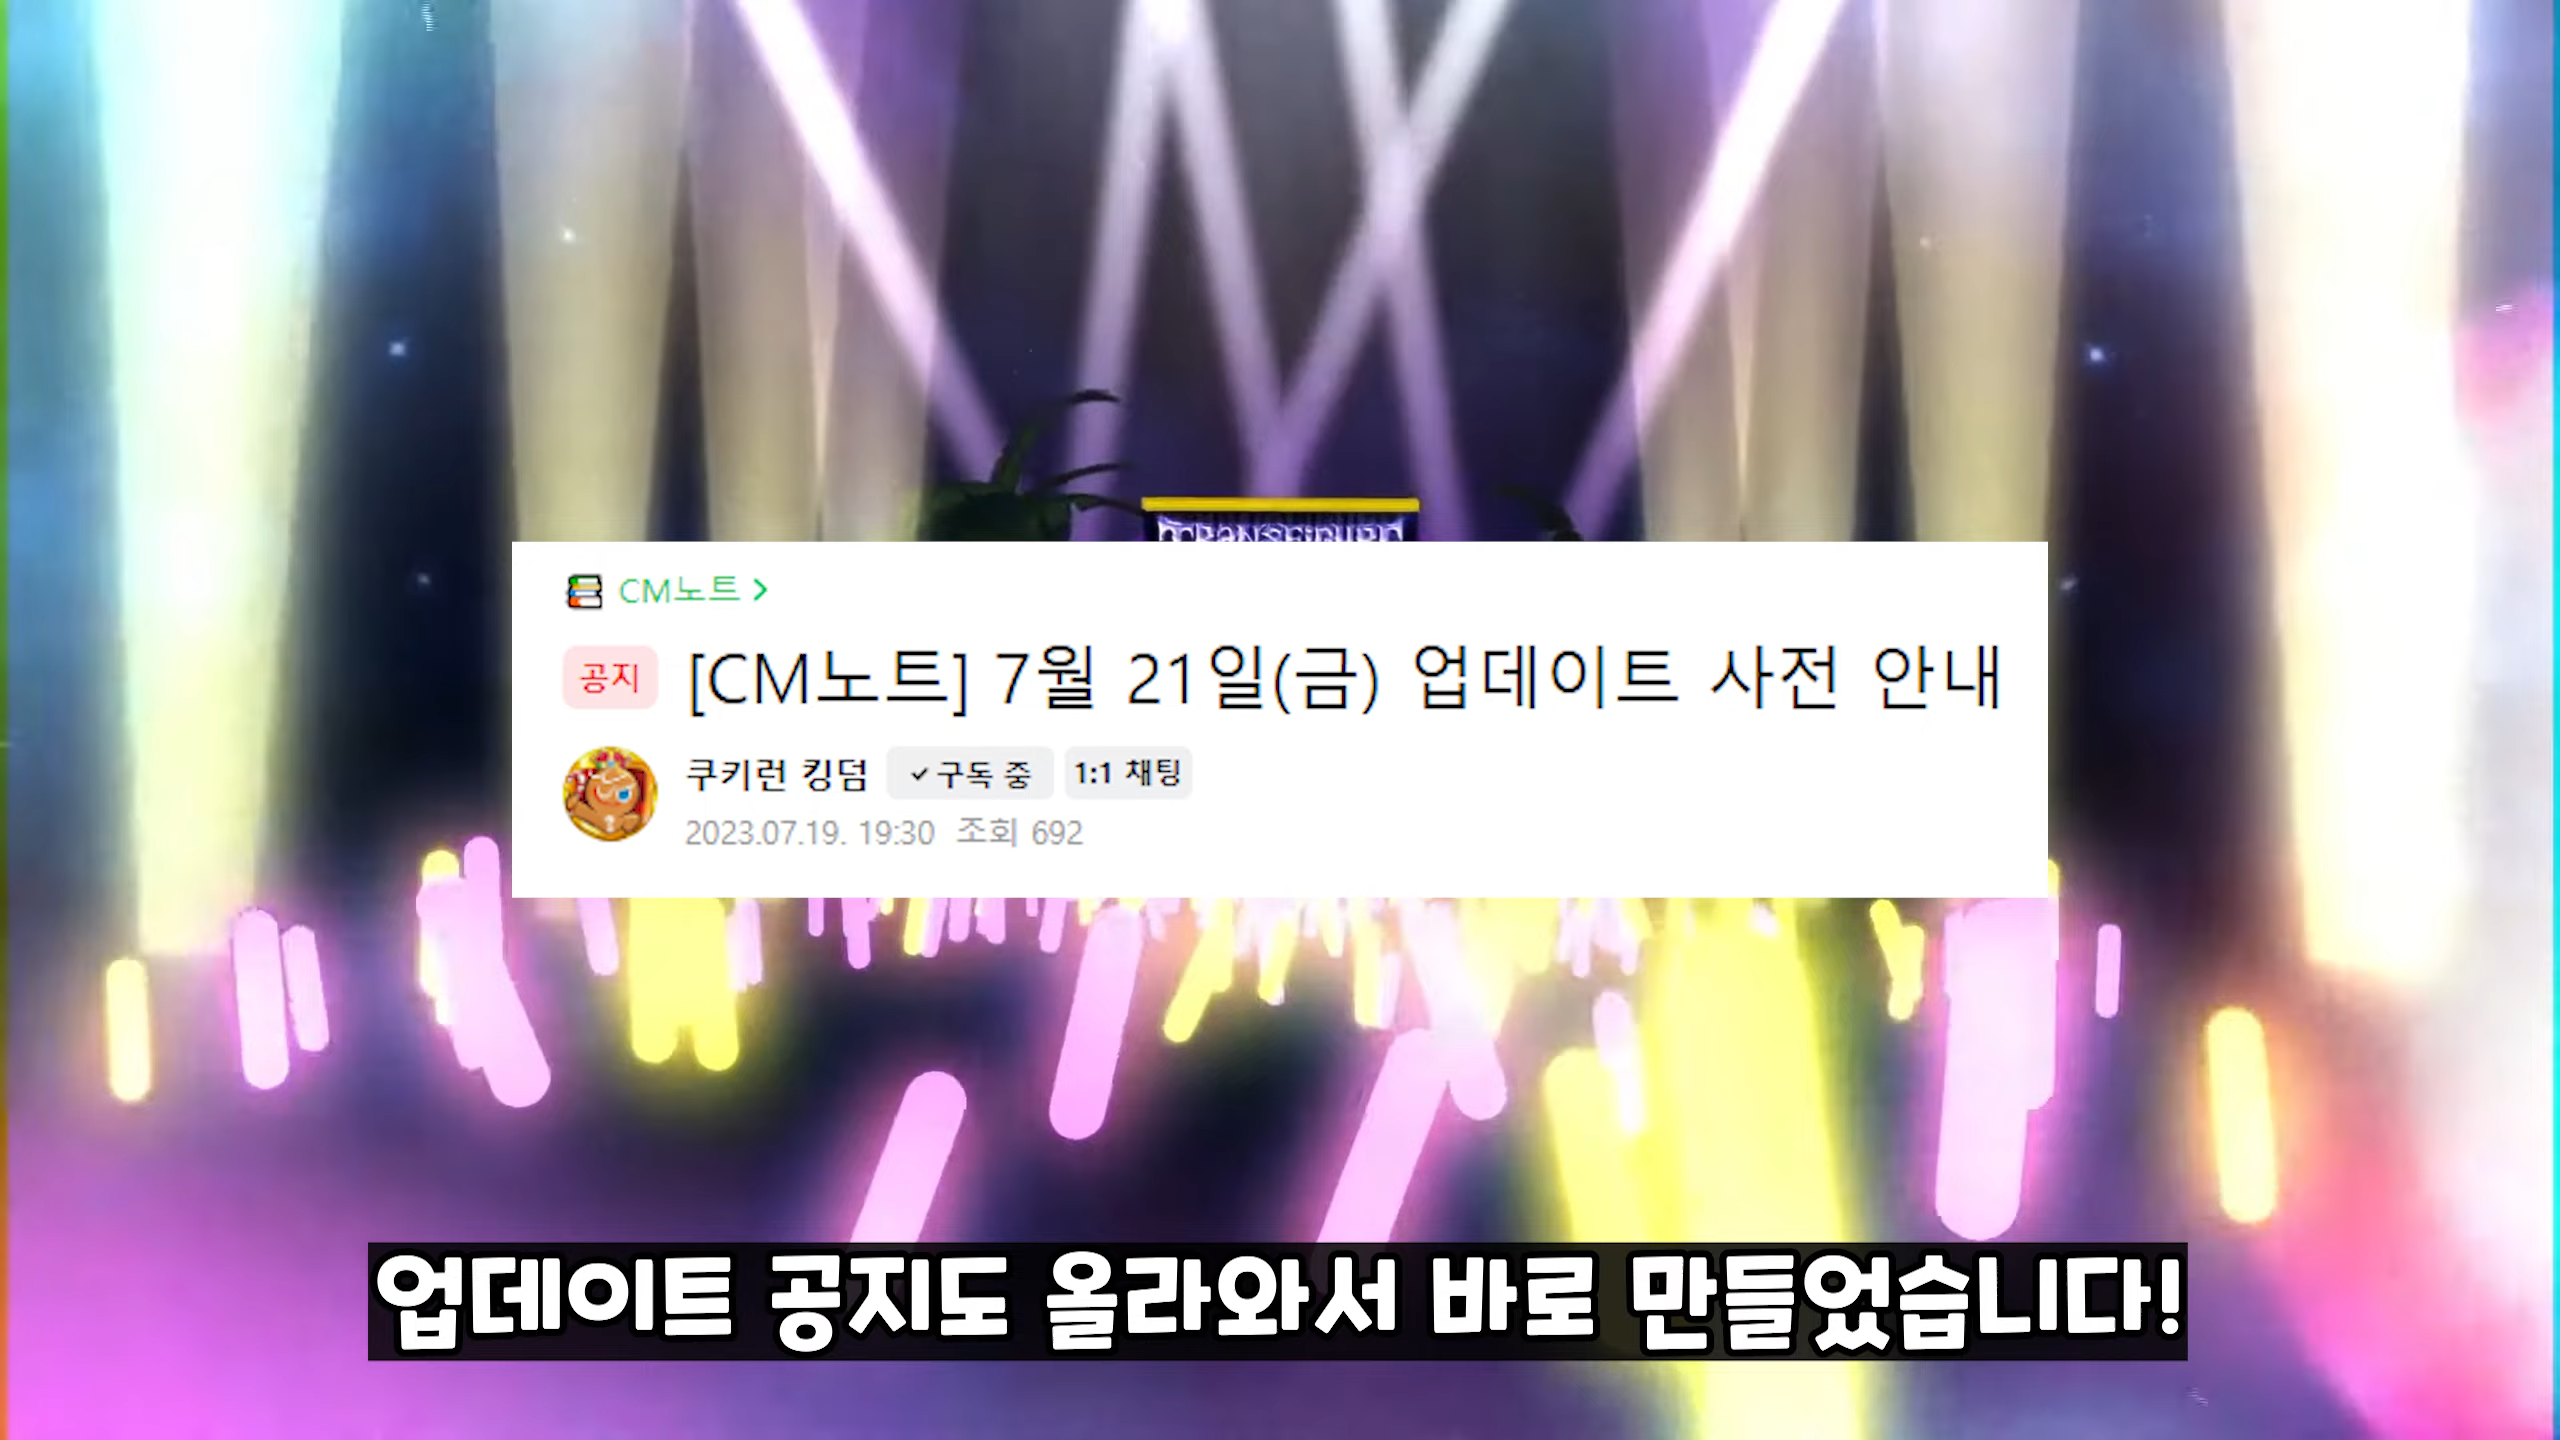 CM노트 >
공지 [CM노트] 7월 21일(금) 업데이트 사전 안내
쿠키런 킹덤 ✓구독 중 1:1 채팅
2023.07.19. 19:30 조회 692
업데이트 공지도 올라와서 바로 만들었습니다!